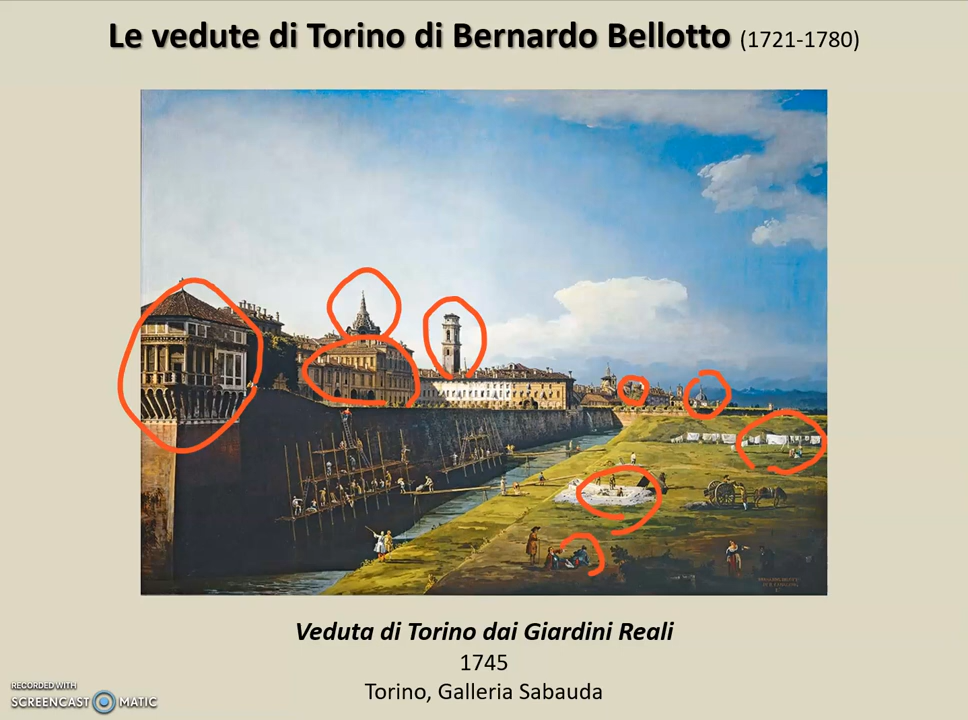 Le vedute di Torino di Bernardo Bellotto (1721-1780)
Veduta di Torino dai Giardini Reali
1745
Torino, Galleria Sabauda
RECORDED WITH
SCREENCAST MATIC